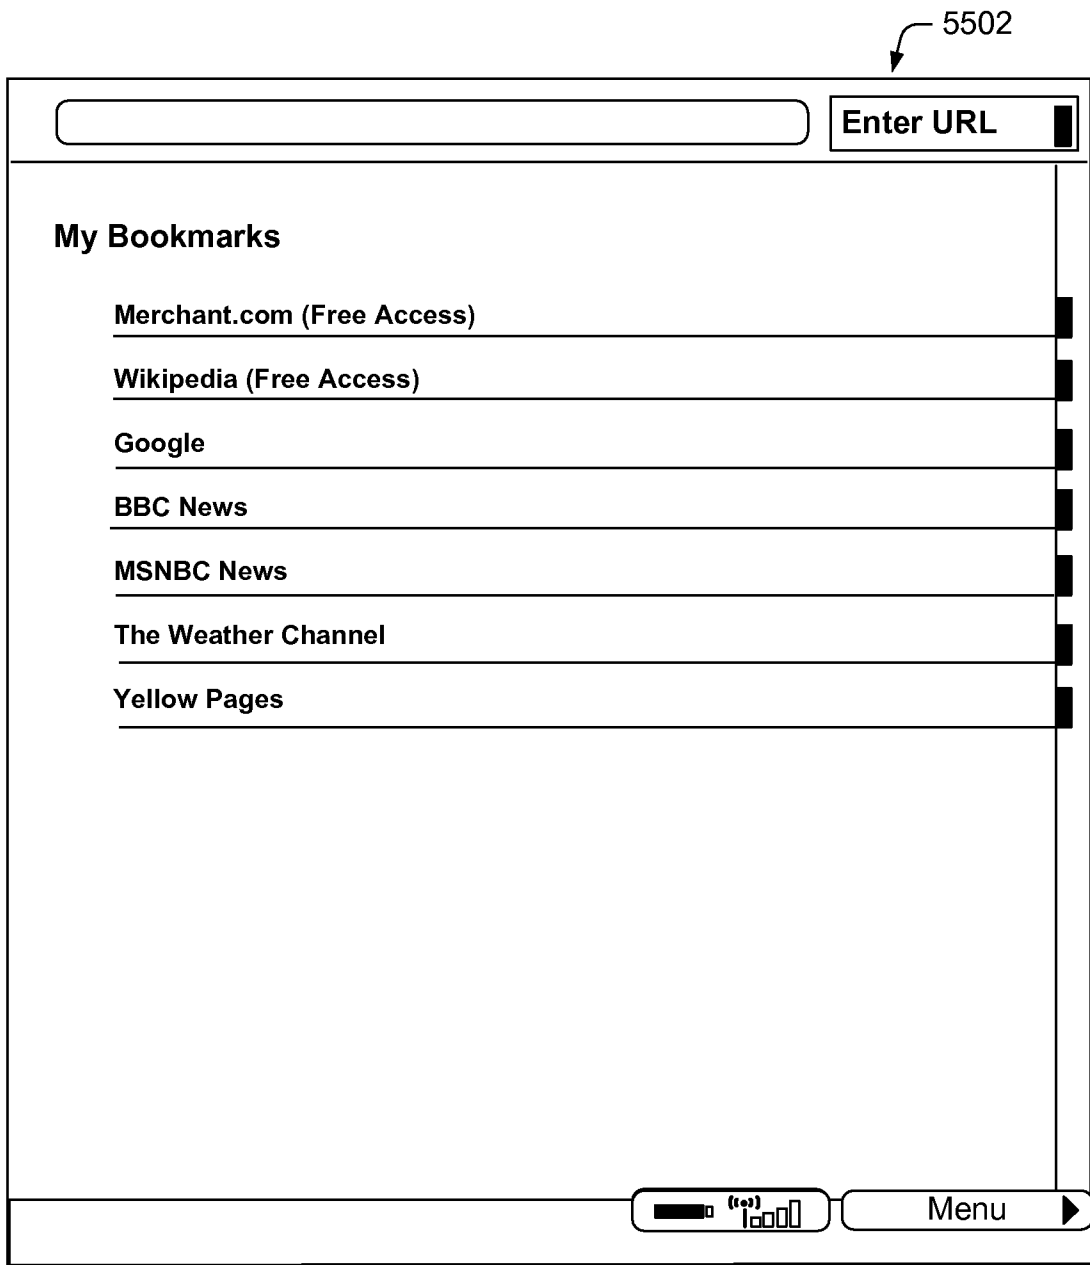 5502
Enter URL
My Bookmarks
Merchant.com (Free Access)
Wikipedia (Free Access)
Google
BBC News
MSNBC News
The Weather Channel
Yellow Pages
Menu